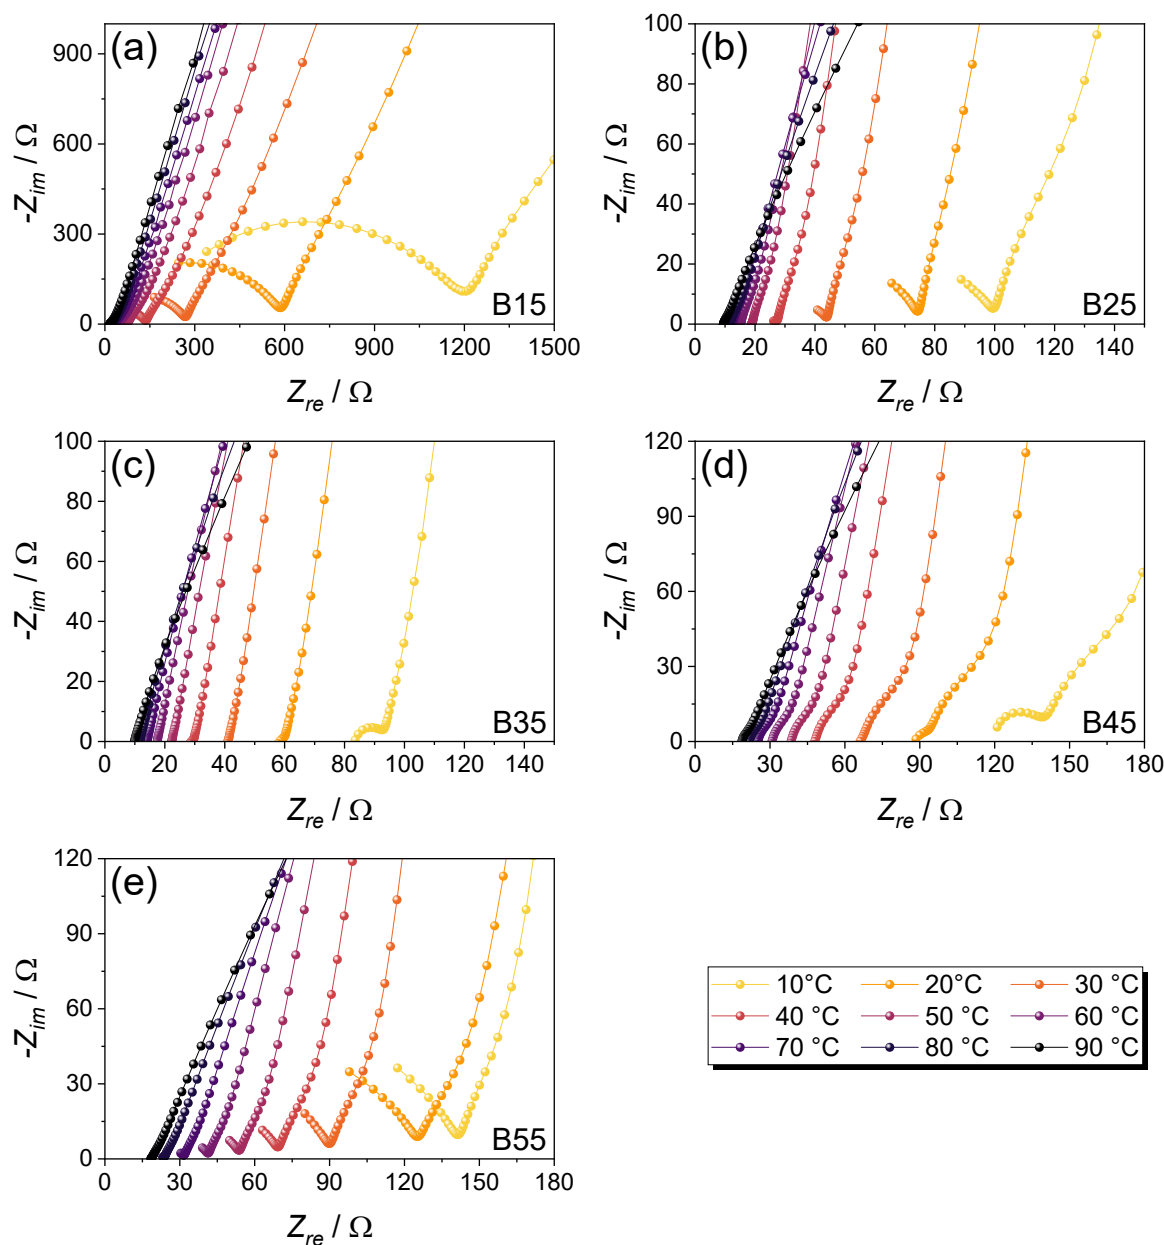 (a)
-Z_im / Ω
900
600
300
0
0 300 600 900 1200 1500
B15
Z_re / Ω
(b)
-Z_im / Ω
100
80
60
40
20
0
0 20 40 60 80 100 120 140
B25
Z_re / Ω
(c)
-Z_im / Ω
100
80
60
40
20
0
0 20 40 60 80 100 120 140
B35
Z_re / Ω
(d)
-Z_im / Ω
120
90
60
30
0
0 30 60 90 120 150 180
B45
Z_re / Ω
(e)
-Z_im / Ω
120
90
60
30
0
0 30 60 90 120 150 180
B55
Z_re / Ω
10°C 20°C 30 °C
40 °C 50 °C 60 °C
70 °C 80 °C 90 °C